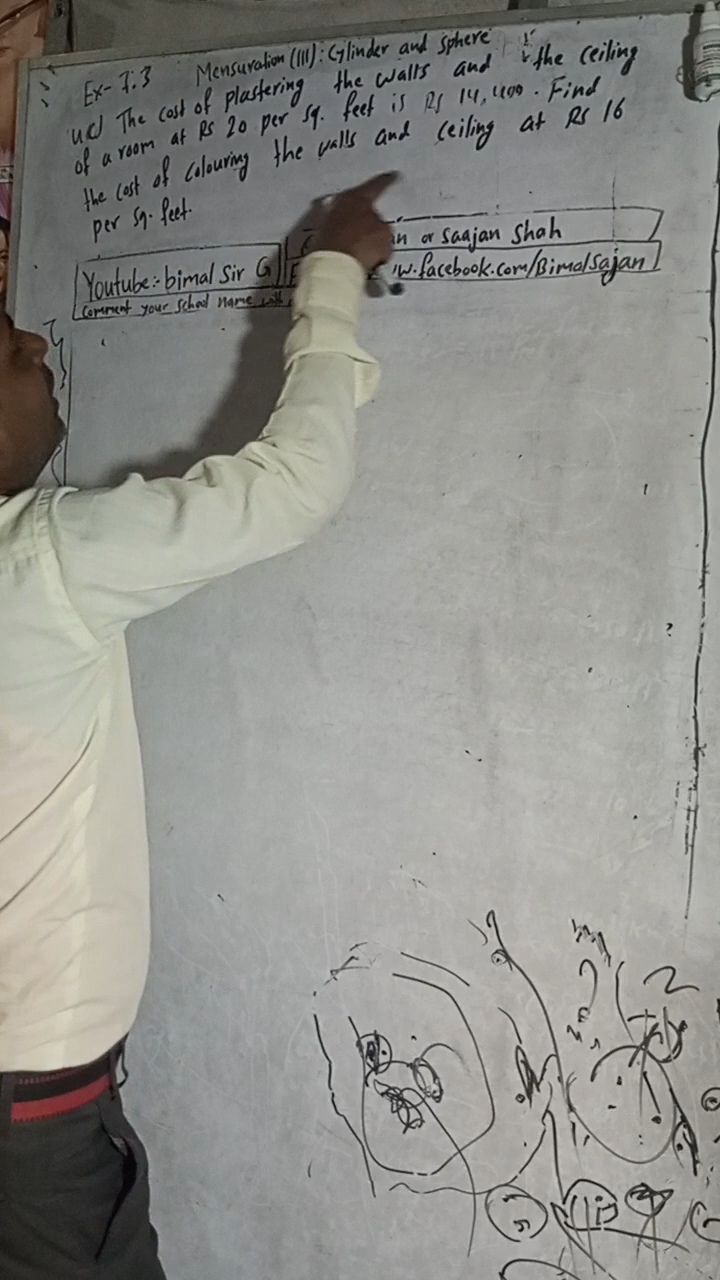 Ex- 7.3 Mensuration (III): Cylinder and sphere
4c) The cost of plastering the walls and the ceiling
of a room at Rs 20 per sq. feet is Rs 14,400. Find
the cost of colouring the walls and ceiling at Rs 16
per sq. feet.
or Saajan Shah
Youtube:- bimal Sir G
w.facebook.com/Bimalsajan
Comment your school name with